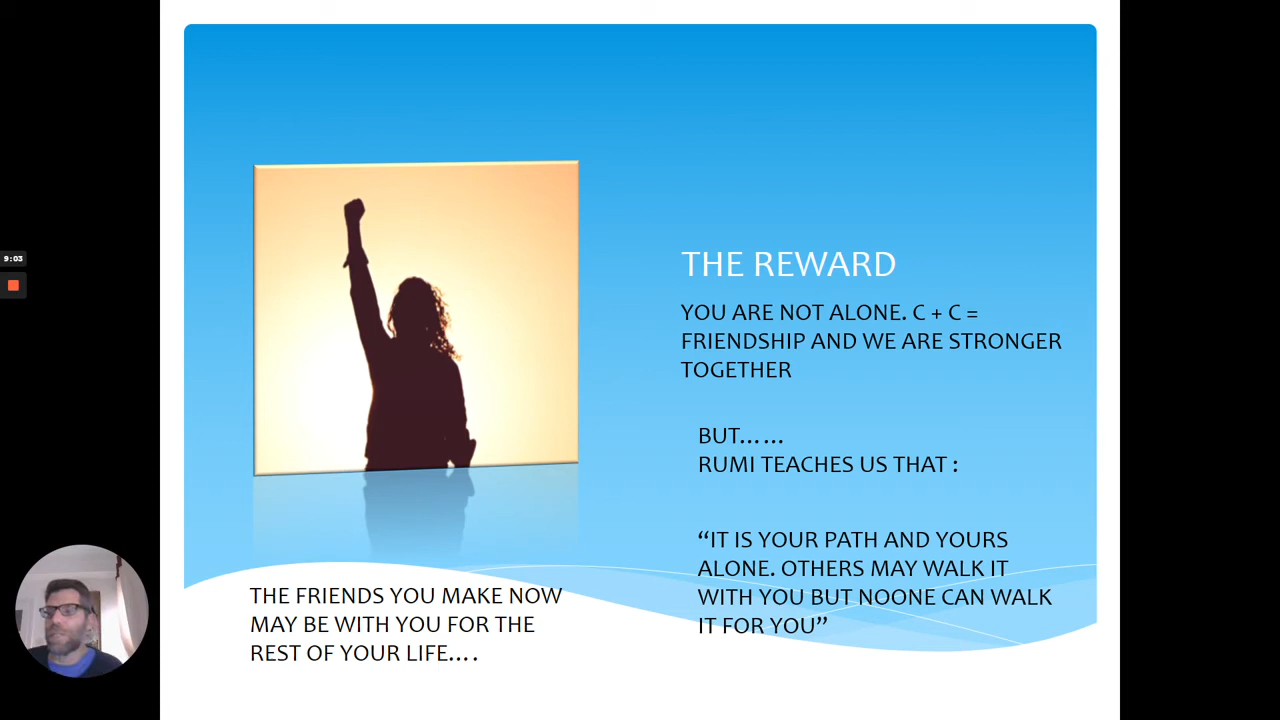 9:03
THE REWARD
YOU ARE NOT ALONE. C + C =
FRIENDSHIP AND WE ARE STRONGER
TOGETHER
BUT……
RUMI TEACHES US THAT :
“IT IS YOUR PATH AND YOURS
ALONE. OTHERS MAY WALK IT
WITH YOU BUT NOONE CAN WALK
IT FOR YOU”
THE FRIENDS YOU MAKE NOW
MAY BE WITH YOU FOR THE
REST OF YOUR LIFE….